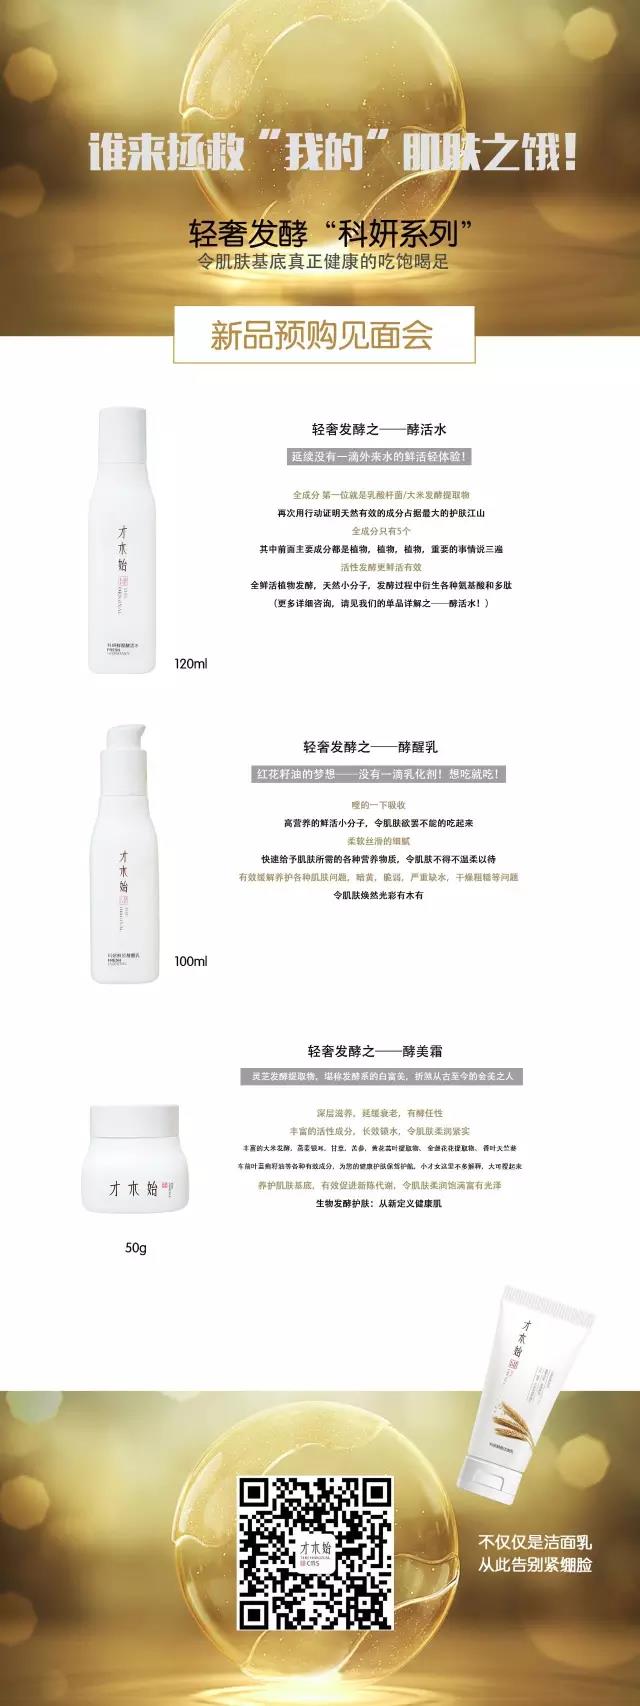 谁来拯救“我的”肌肤之饿！
轻奢发酵“科妍系列”
令肌肤基底真正健康的吃饱喝足
新品预购见面会
轻奢发酵之——酵活水
延续没有一滴外来水的鲜活轻体验！
全成分 第一位就是乳酸杆菌/大米发酵提取物
再次用行动证明天然有效的成分占据最大的护肤江山
全成分只有5个
其中前面主要成分都是植物，植物，植物，重要的事情说三遍
活性发酵更鲜活有效
全鲜活植物发酵，天然小分子，发酵过程中衍生各种氨基酸和多肽
（更多详细咨询，请见我们的单品详解之——酵活水！）
才木始
FRESH
120ml
轻奢发酵之——酵醒乳
红花籽油的梦想——没有一滴乳化剂！想吃就吃！
噔的一下吸收
高营养的鲜活小分子，令肌肤欲罢不能的吃起来
柔软丝滑的细腻
快速给予肌肤所需的各种营养物质，令肌肤不得不温柔以待
有效缓解养护各种肌肤问题，暗黄，脆弱，严重缺水，干燥粗糙等问题
令肌肤焕然光彩有木有
才木始
FRESH
100ml
轻奢发酵之——酵美霜
灵芝发酵提取物，堪称发酵系的白富美，折煞从古至今的会美之人
深层滋养，延缓衰老，有酵任性
丰富的活性成分，长效锁水，令肌肤柔润紧实
生物发酵护肤：从新定义健康肌
养护肌肤基底，有效促进新陈代谢，令肌肤柔润饱满富有光泽
才木始
50g
才木始
不仅仅是洁面乳
从此告别紧绷脸
才木始
CMS